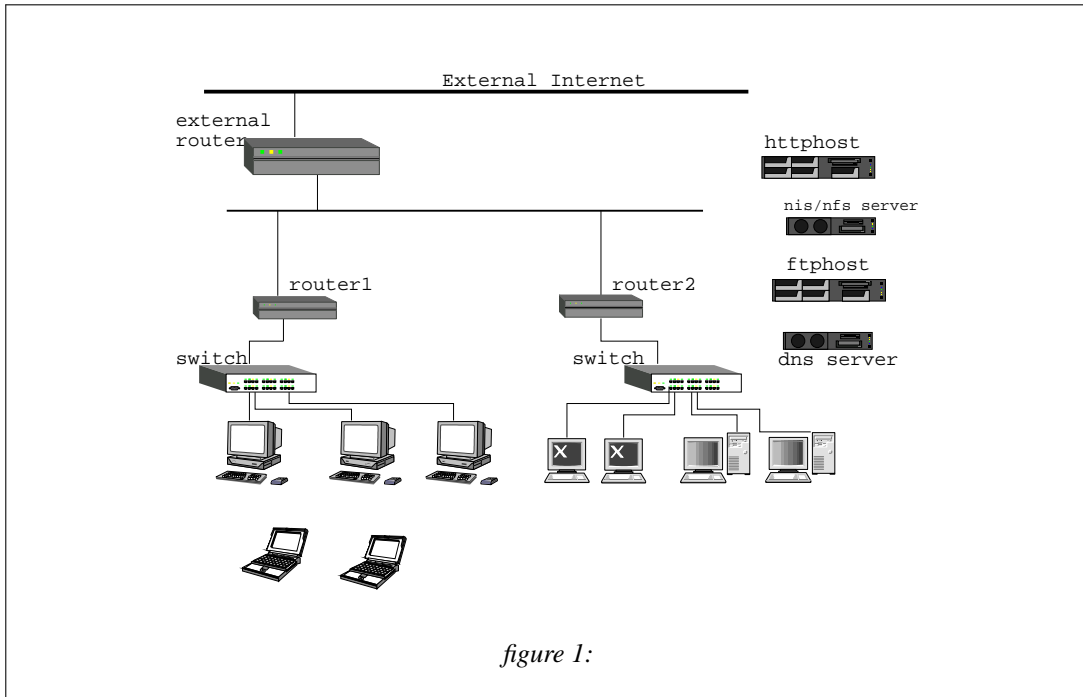 External Internet
external
router
httphost
nis/nfs server
router1
router2
ftphost
switch
switch
dns server
X
X
figure 1: